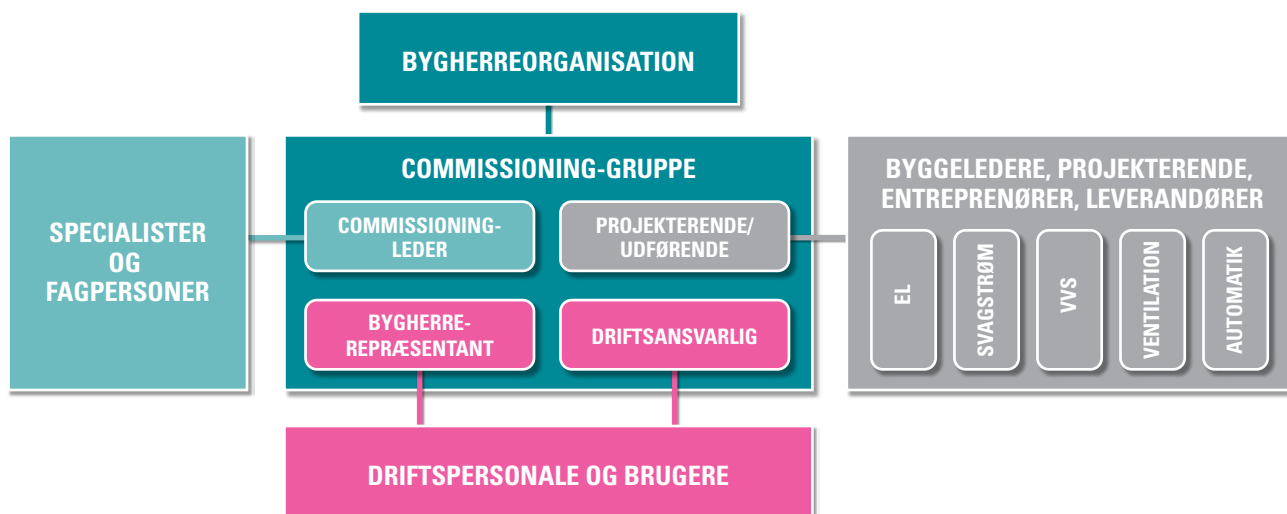 BYGHERREORGANISATION
SPECIALISTER
OG
FAGPERSONER
COMMISSIONING-GRUPPE
COMMISSIONING-
LEDER
PROJEKTERENDE/
UDFØRENDE
BYGHERRE-
REPRÆSENTANT
DRIFTSANSVARLIG
BYGGELEDERE, PROJEKTERENDE,
ENTREPRENØRER, LEVERANDØRER
EL
SVAGSTRØM
VVS
VENTILATION
AUTOMATIK
DRIFTSPERSONALE OG BRUGERE